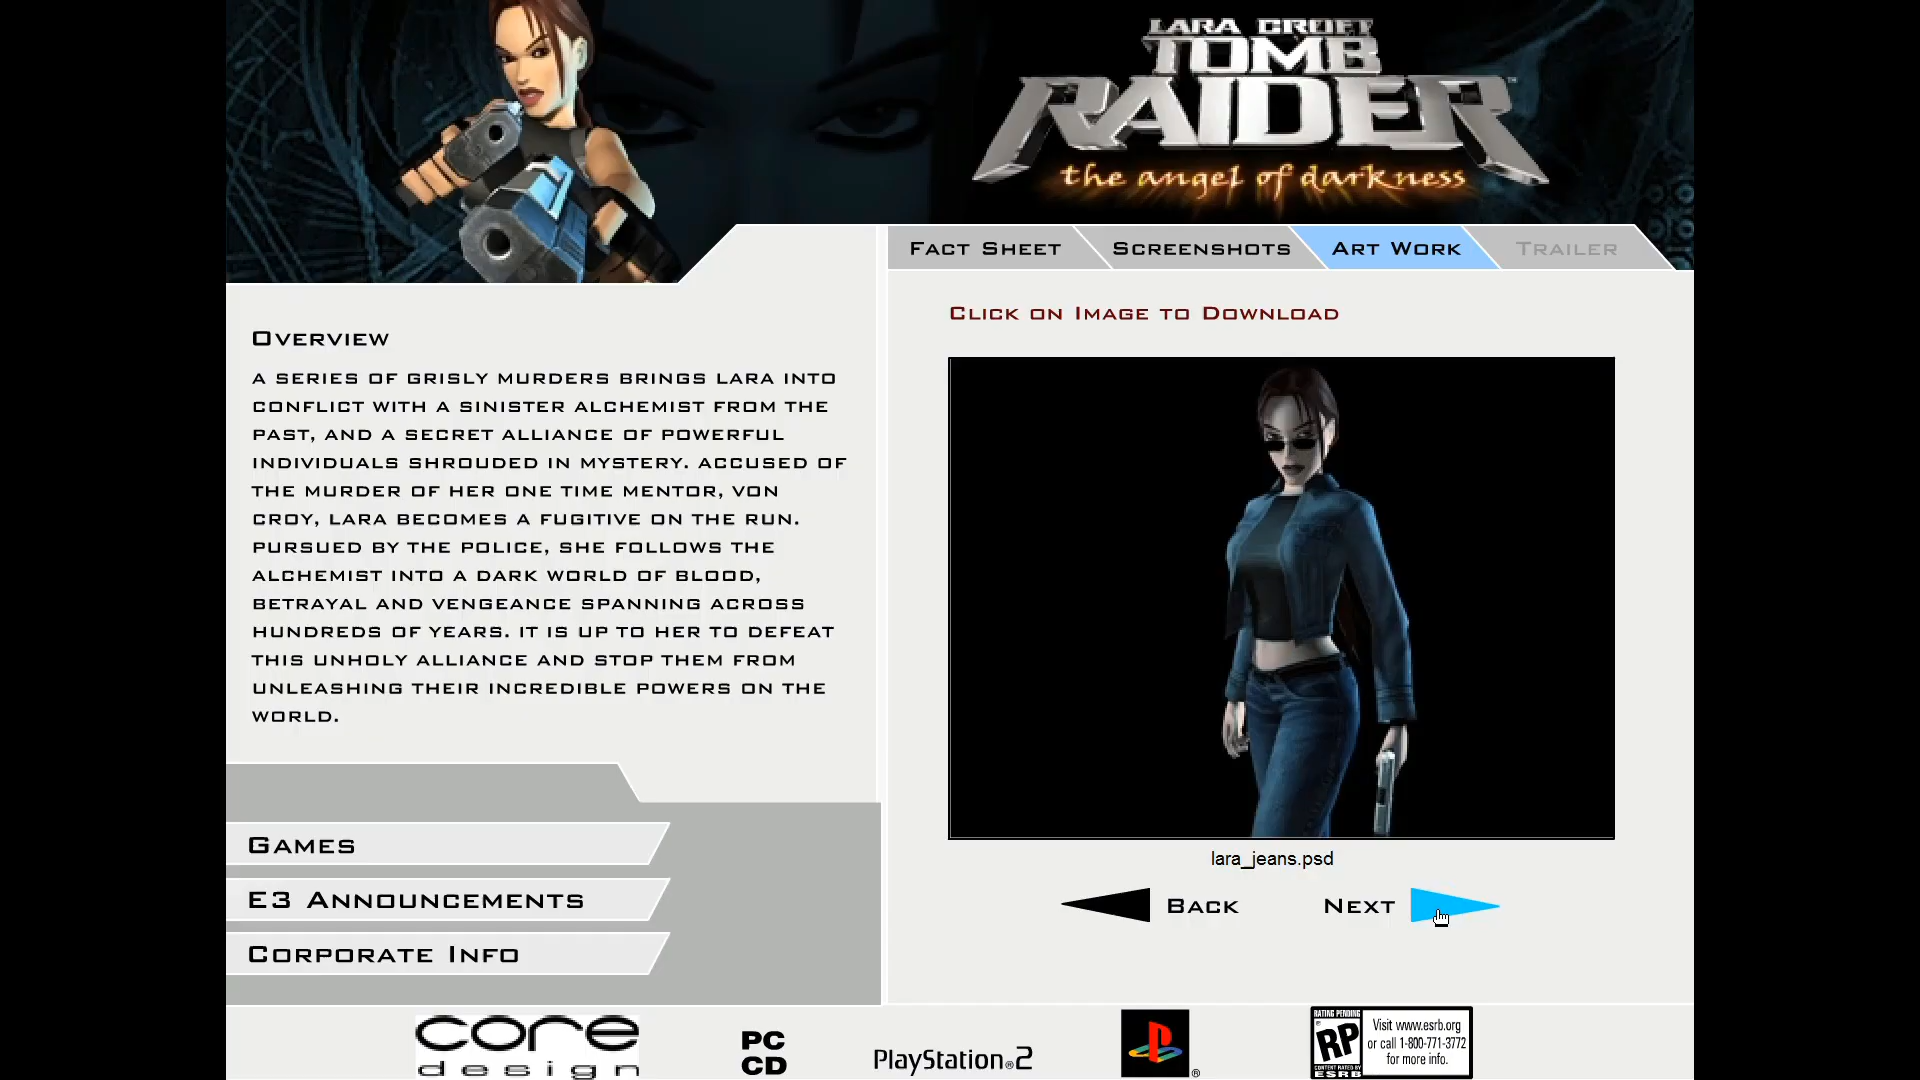 LARA CROFT
TOMB
RAIDER™
the angel of darkness
FACT SHEET
SCREENSHOTS
ART WORK
TRAILER
CLICK ON IMAGE TO DOWNLOAD
OVERVIEW
A SERIES OF GRISLY MURDERS BRINGS LARA INTO
CONFLICT WITH A SINISTER ALCHEMIST FROM THE
PAST, AND A SECRET ALLIANCE OF POWERFUL
INDIVIDUALS SHROUDED IN MYSTERY. ACCUSED OF
THE MURDER OF HER ONE TIME MENTOR, VON
CROY, LARA BECOMES A FUGITIVE ON THE RUN.
PURSUED BY THE POLICE, SHE FOLLOWS THE
ALCHEMIST INTO A DARK WORLD OF BLOOD,
BETRAYAL AND VENGEANCE SPANNING ACROSS
HUNDREDS OF YEARS. IT IS UP TO HER TO DEFEAT
THIS UNHOLY ALLIANCE AND STOP THEM FROM
UNLEASHING THEIR INCREDIBLE POWERS ON THE
WORLD.
lara_jeans.psd
BACK
NEXT
GAMES
E3 ANNOUNCEMENTS
CORPORATE INFO
core
design
PC
CD
PlayStation®2
®
RATING PENDING
RP
CONTENT RATED BY
ESRB
Visit www.esrb.org
or call 1-800-771-3772
for more info.